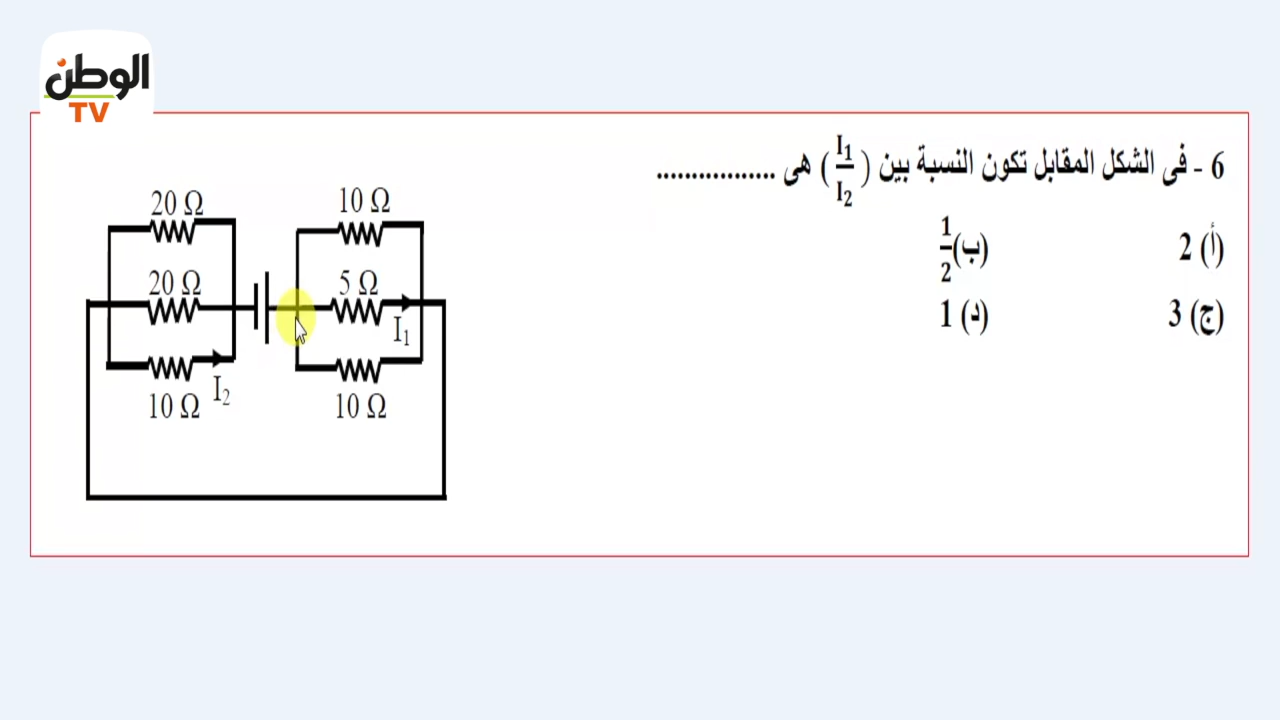 الوطن
TV
6 - فى الشكل المقابل تكون النسبة بين (I₁/I₂) هى .................
(أ) 2 (ب) 1/2
(ج) 3 (د) 1
20 Ω 10 Ω
20 Ω 5 Ω
I₁
I₂
10 Ω 10 Ω